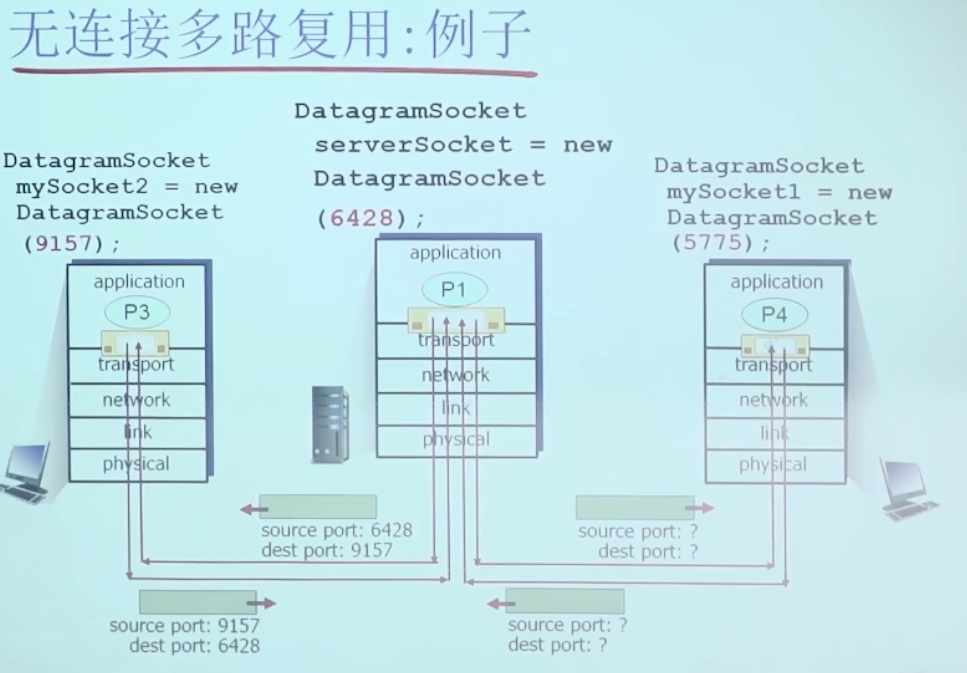 无连接多路复用:例子
DatagramSocket
serverSocket = new
DatagramSocket
(6428);
DatagramSocket
mySocket2 = new
DatagramSocket
(9157);
DatagramSocket
mySocket1 = new
DatagramSocket
(5775);
application
P3
transport
network
link
physical
application
P1
transport
network
link
physical
application
P4
transport
network
link
physical
source port: 6428
dest port: 9157
source port: ?
dest port: ?
source port: 9157
dest port: 6428
source port: ?
dest port: ?